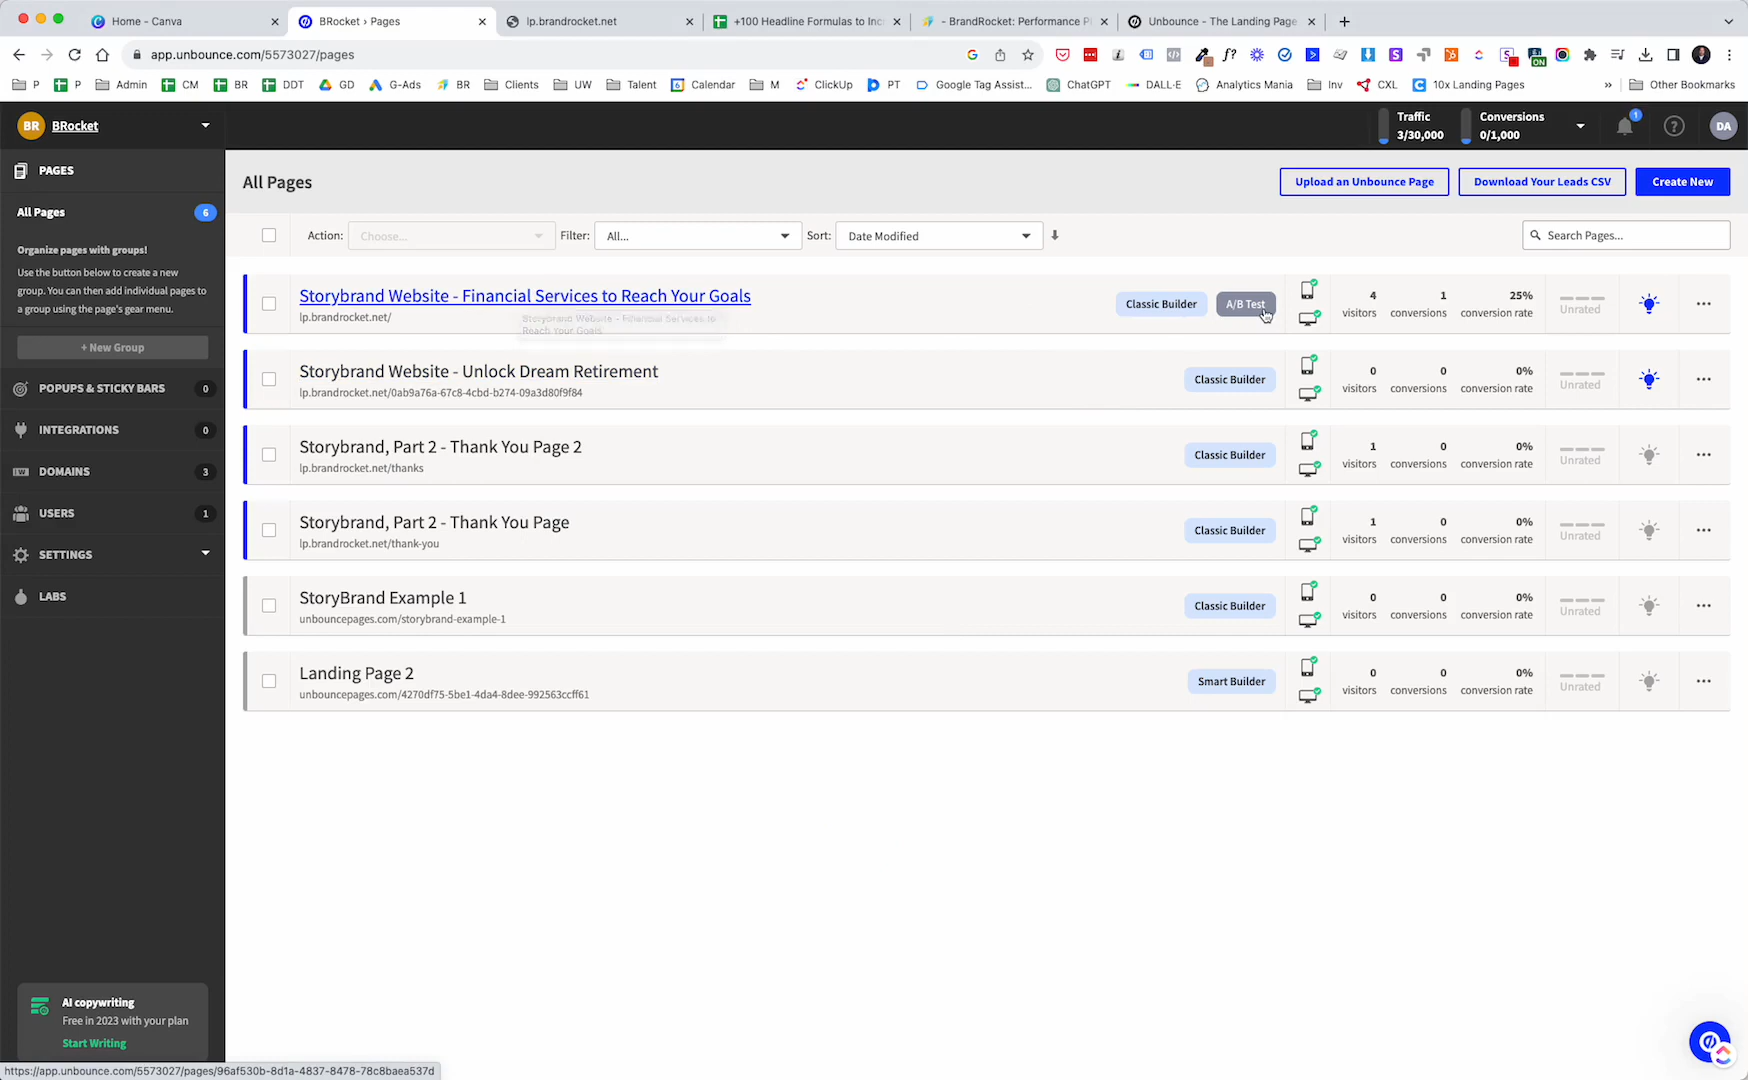 Home - Canva
BRocket › Pages
lp.brandrocket.net
+100 Headline Formulas to Inc
- BrandRocket: Performance P
Unbounce - The Landing Page
app.unbounce.com/5573027/pages
P
P
Admin
CM
BR
DDT
GD
G-Ads
BR
Clients
UW
Talent
Calendar
M
ClickUp
PT
Google Tag Assist...
ChatGPT
DALL·E
Analytics Mania
Inv
CXL
10x Landing Pages
»
Other Bookmarks
BR
BRocket
Traffic
3/30,000
Conversions
0/1,000
1
DA
PAGES
All Pages
6
Organize pages with groups!
Use the button below to create a new
group. You can then add individual pages to
a group using the page's gear menu.
+ New Group
POPUPS & STICKY BARS
0
INTEGRATIONS
0
DOMAINS
3
USERS
1
SETTINGS
LABS
AI copywriting
Free in 2023 with your plan
Start Writing
All Pages
Upload an Unbounce Page
Download Your Leads CSV
Create New
Action:
Choose...
Filter:
All...
Sort:
Date Modified
Search Pages...
Storybrand Website - Financial Services to Reach Your Goals
lp.brandrocket.net/
Storybrand Website - Financial Services to
Reach Your Goals
Classic Builder
A/B Test
4 1 25%
visitors conversions conversion rate
Unrated
Storybrand Website - Unlock Dream Retirement
lp.brandrocket.net/0ab9a76a-67c8-4cbd-b274-09a3d80f9f84
Classic Builder
0 0 0%
visitors conversions conversion rate
Unrated
Storybrand, Part 2 - Thank You Page 2
lp.brandrocket.net/thanks
Classic Builder
1 0 0%
visitors conversions conversion rate
Unrated
Storybrand, Part 2 - Thank You Page
lp.brandrocket.net/thank-you
Classic Builder
1 0 0%
visitors conversions conversion rate
Unrated
StoryBrand Example 1
unbouncepages.com/storybrand-example-1
Classic Builder
0 0 0%
visitors conversions conversion rate
Unrated
Landing Page 2
unbouncepages.com/4270df75-5be1-4da4-8dee-992563ccff61
Smart Builder
0 0 0%
visitors conversions conversion rate
Unrated
https://app.unbounce.com/5573027/pages/96af530b-8d1a-4837-8478-78c8baea537d